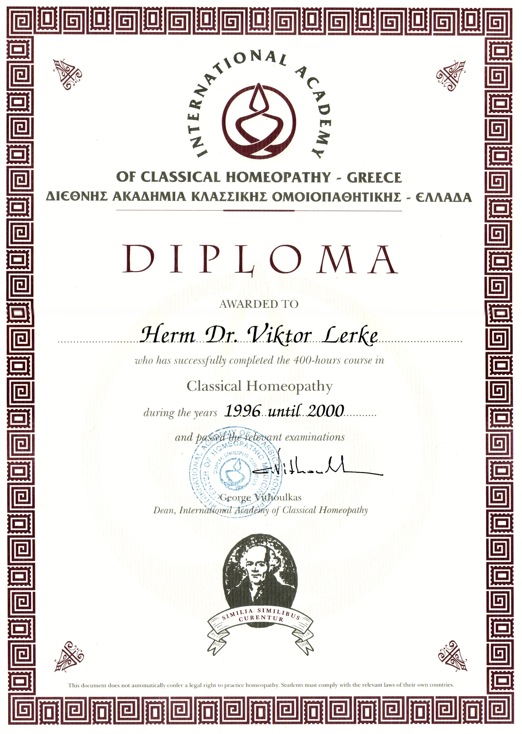 INTERNATIONAL ACADEMY
OF CLASSICAL HOMEOPATHY - GREECE
ΔΙΕΘΝΗΣ ΑΚΑΔΗΜΙΑ ΚΛΑΣΣΙΚΗΣ ΟΜΟΙΟΠΑΘΗΤΙΚΗΣ - ΕΛΛΑΔΑ
DIPLOMA
AWARDED TO
Herm Dr. Viktor Lerke
who has successfully completed the 400-hours course in
Classical Homeopathy
during the years 1996 until 2000
and passed the relevant examinations
George Vithoulkas
Dean, International Academy of Classical Homeopathy
SIMILIA SIMILIBUS
CURENTUR
This document does not automatically confer a legal right to practice homeopathy. Students must comply with the relevant laws of their own countries.